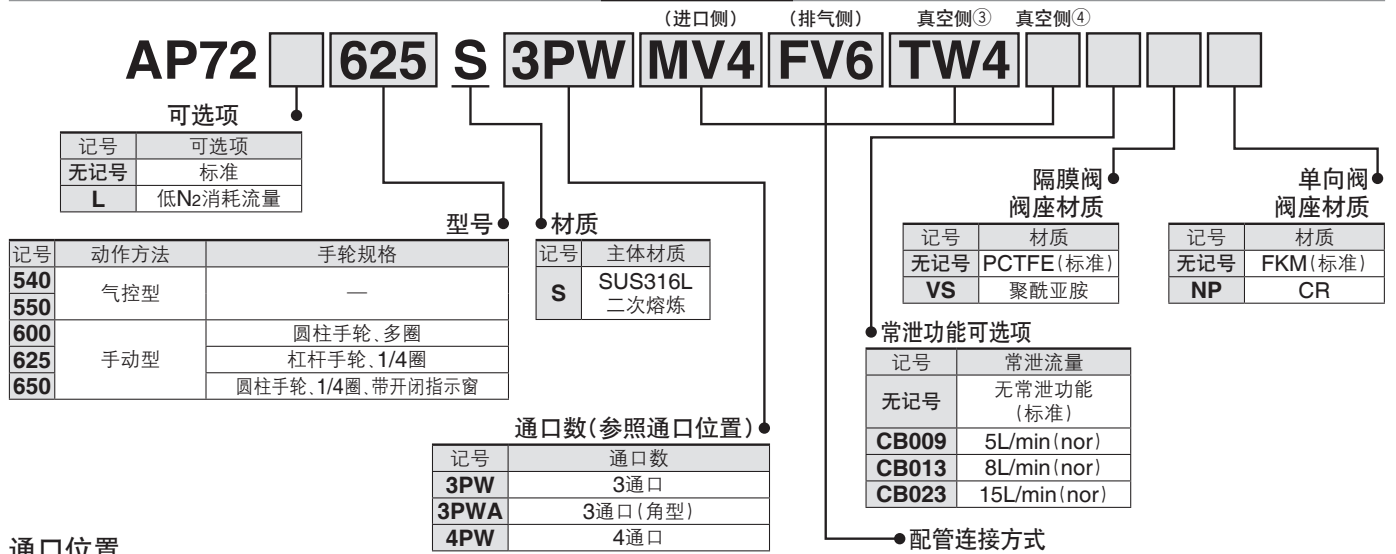 (进口侧) (排气侧) 真空侧③ 真空侧④
AP72 625 S 3PW MV4 FV6 TW4
可选项
记号 可选项
无记号 标准
L 低N2消耗流量
型号
记号 动作方法 手轮规格
540 气控型 —
550
600 手动型 圆柱手轮、多圈
625 杠杆手轮、1/4圈
650 圆柱手轮、1/4圈、带开闭指示窗
材质
记号 主体材质
S SUS316L
二次熔炼
通口数(参照通口位置)
记号 通口数
3PW 3通口
3PWA 3通口(角型)
4PW 4通口
隔膜阀
阀座材质
记号 材质
无记号 PCTFE(标准)
VS 聚酰亚胺
单向阀
阀座材质
记号 材质
无记号 FKM(标准)
NP CR
常泄功能可选项
记号 常泄流量
无记号 无常泄功能
(标准)
CB009 5L/min(nor)
CB013 8L/min(nor)
CB023 15L/min(nor)
配管连接方式
通口位置